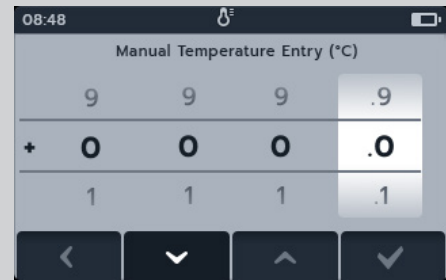 08:48
Manual Temperature Entry (°C)
9 9 9 .9
+ 0 0 0 .0
1 1 1 .1